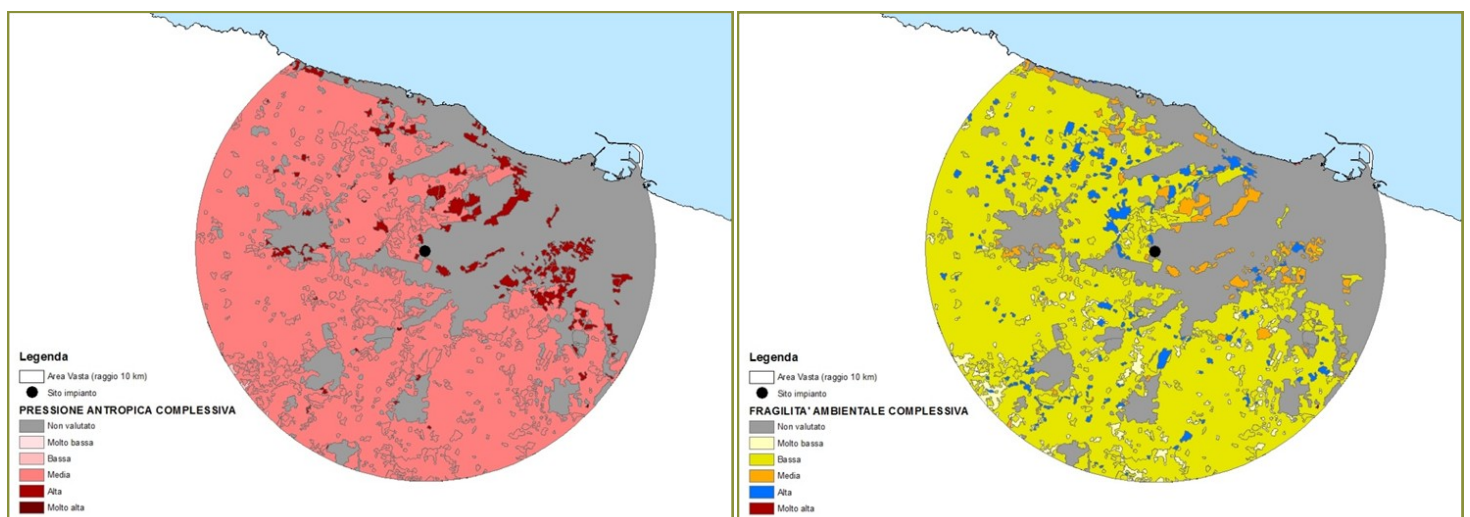 Legenda
Area Vasta (raggio 10 km)
Sito impianto
PRESSIONE ANTROPICA COMPLESSIVA
Non valutato
Molto bassa
Bassa
Media
Alta
Molto alta
Legenda
Area Vasta (raggio 10 km)
Sito impianto
FRAGILITA' AMBIENTALE COMPLESSIVA
Non valutato
Molto bassa
Bassa
Media
Alta
Molto alta